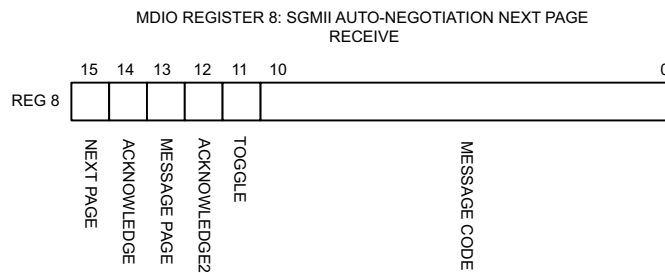 MDIO REGISTER 8: SGMII AUTO-NEGOTIATION NEXT PAGE
RECEIVE
15 14 13 12 11 10 0
REG 8
NEXT PAGE
ACKNOWLEDGE
MESSAGE PAGE
ACKNOWLEDGE2
TOGGLE
MESSAGE CODE